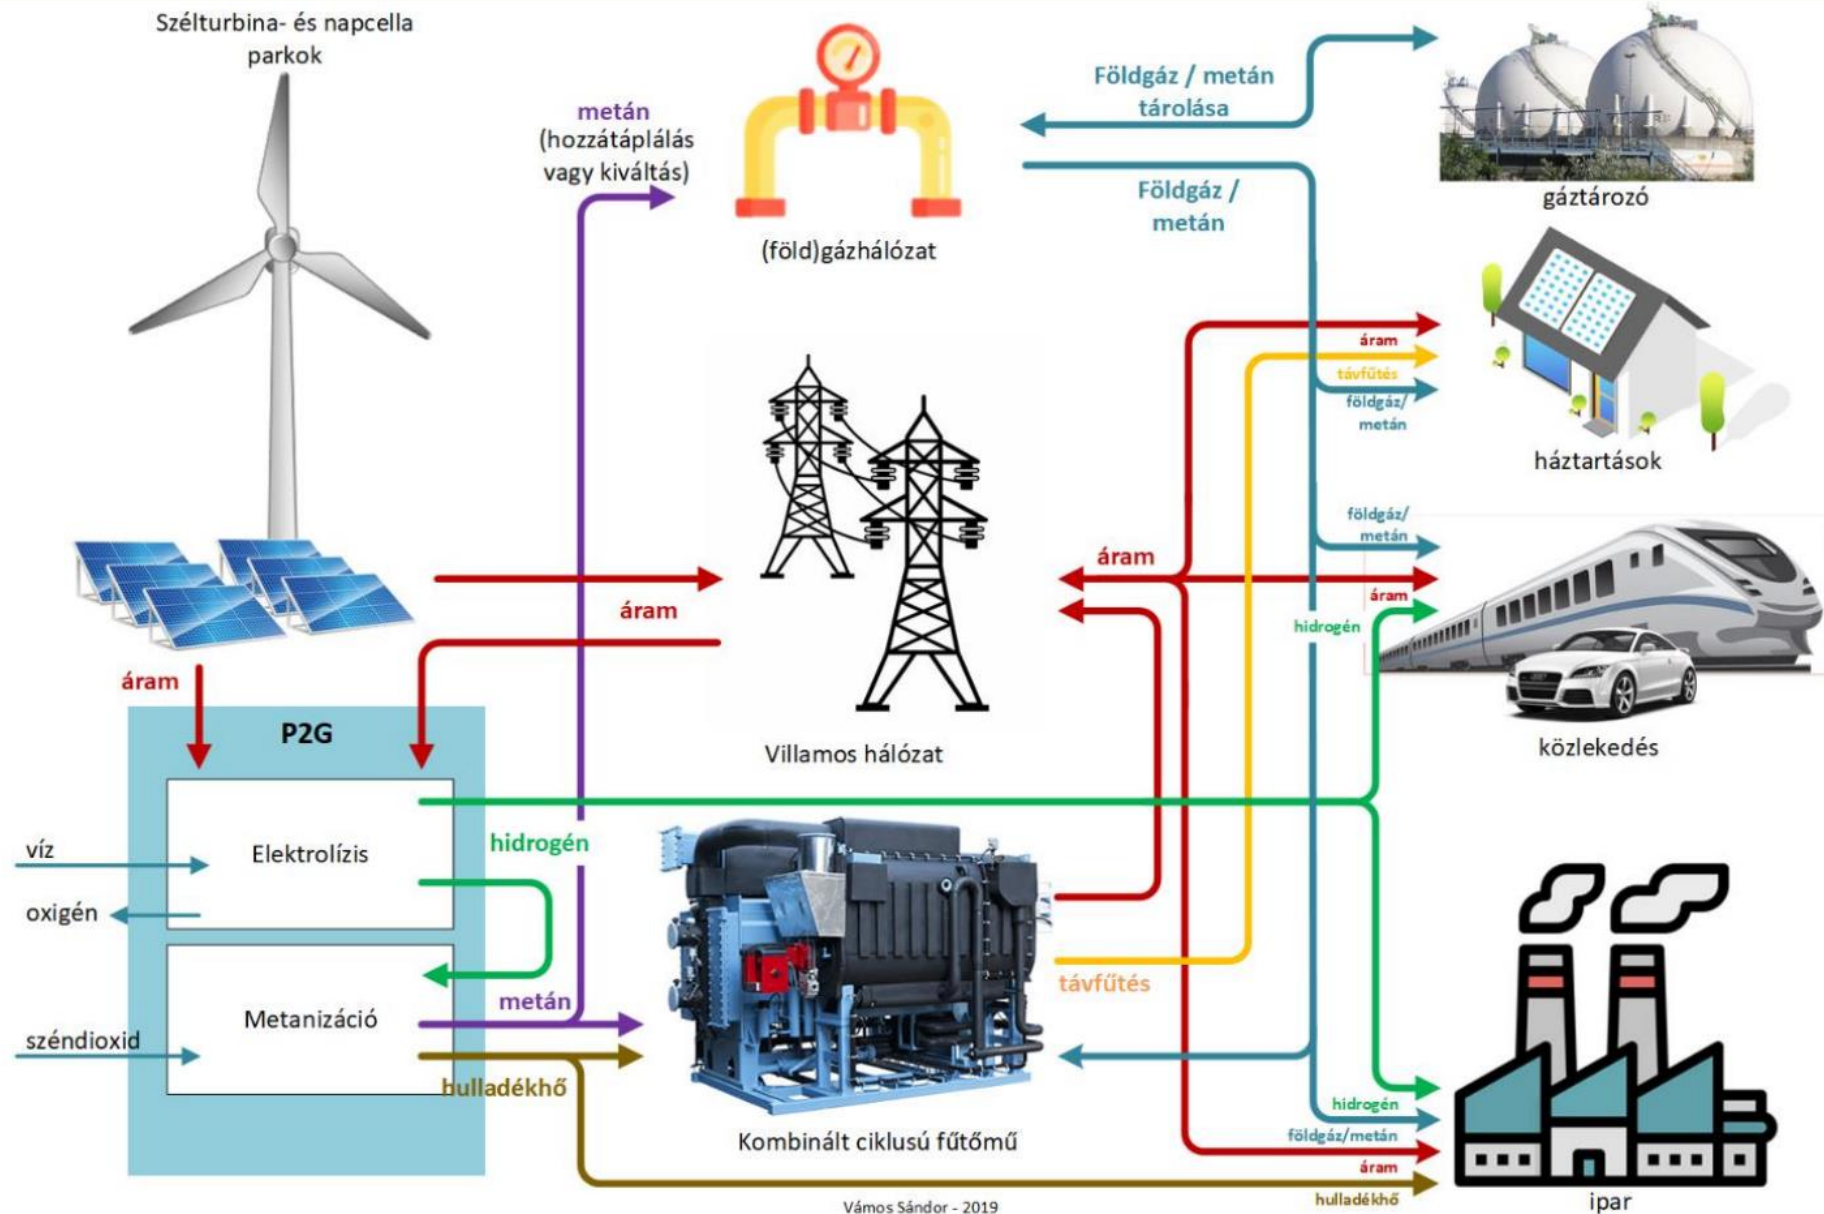 Szélturbina- és napcella
parkok
metán
(hozzátáplálás
vagy kiváltás)
(föld)gázhálózat
Földgáz / metán
tárolása
Földgáz /
metán
gáztározó
áram
távfűtés
földgáz/
metán
háztartások
földgáz/
metán
áram
áram
hidrogén
közlekedés
áram
áram
Villamos hálózat
P2G
víz
Elektrolízis
oxigén
hidrogén
metán
Metanizáció
széndioxid
hulladékhő
távfűtés
Kombinált ciklusú fűtőmű
hidrogén
földgáz/metán
áram
hulladékhő
ipar
Vámos Sándor - 2019